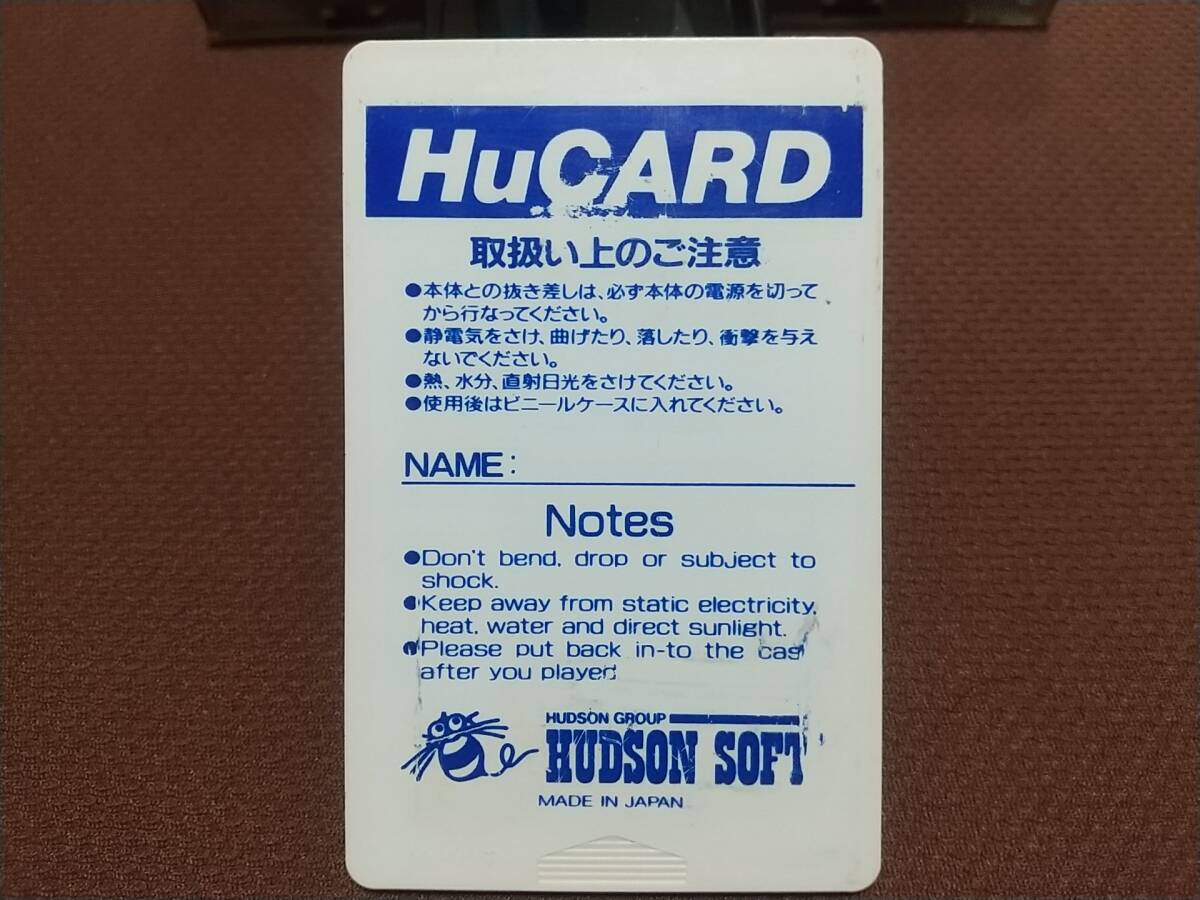 HuCARD
取扱い上のご注意
●本体との抜き差しは、必ず本体の電源を切って
から行なってください。
●静電気をさけ、曲げたり、落したり、衝撃を与え
ないでください。
●熱、水分、直射日光をさけてください。
●使用後はビニールケースに入れてください。
NAME:
Notes
●Don't bend, drop or subject to
shock.
●Keep away from static electricity,
heat, water and direct sunlight.
●Please put back in-to the case
after you played
HUDSON GROUP
HUDSON SOFT
MADE IN JAPAN